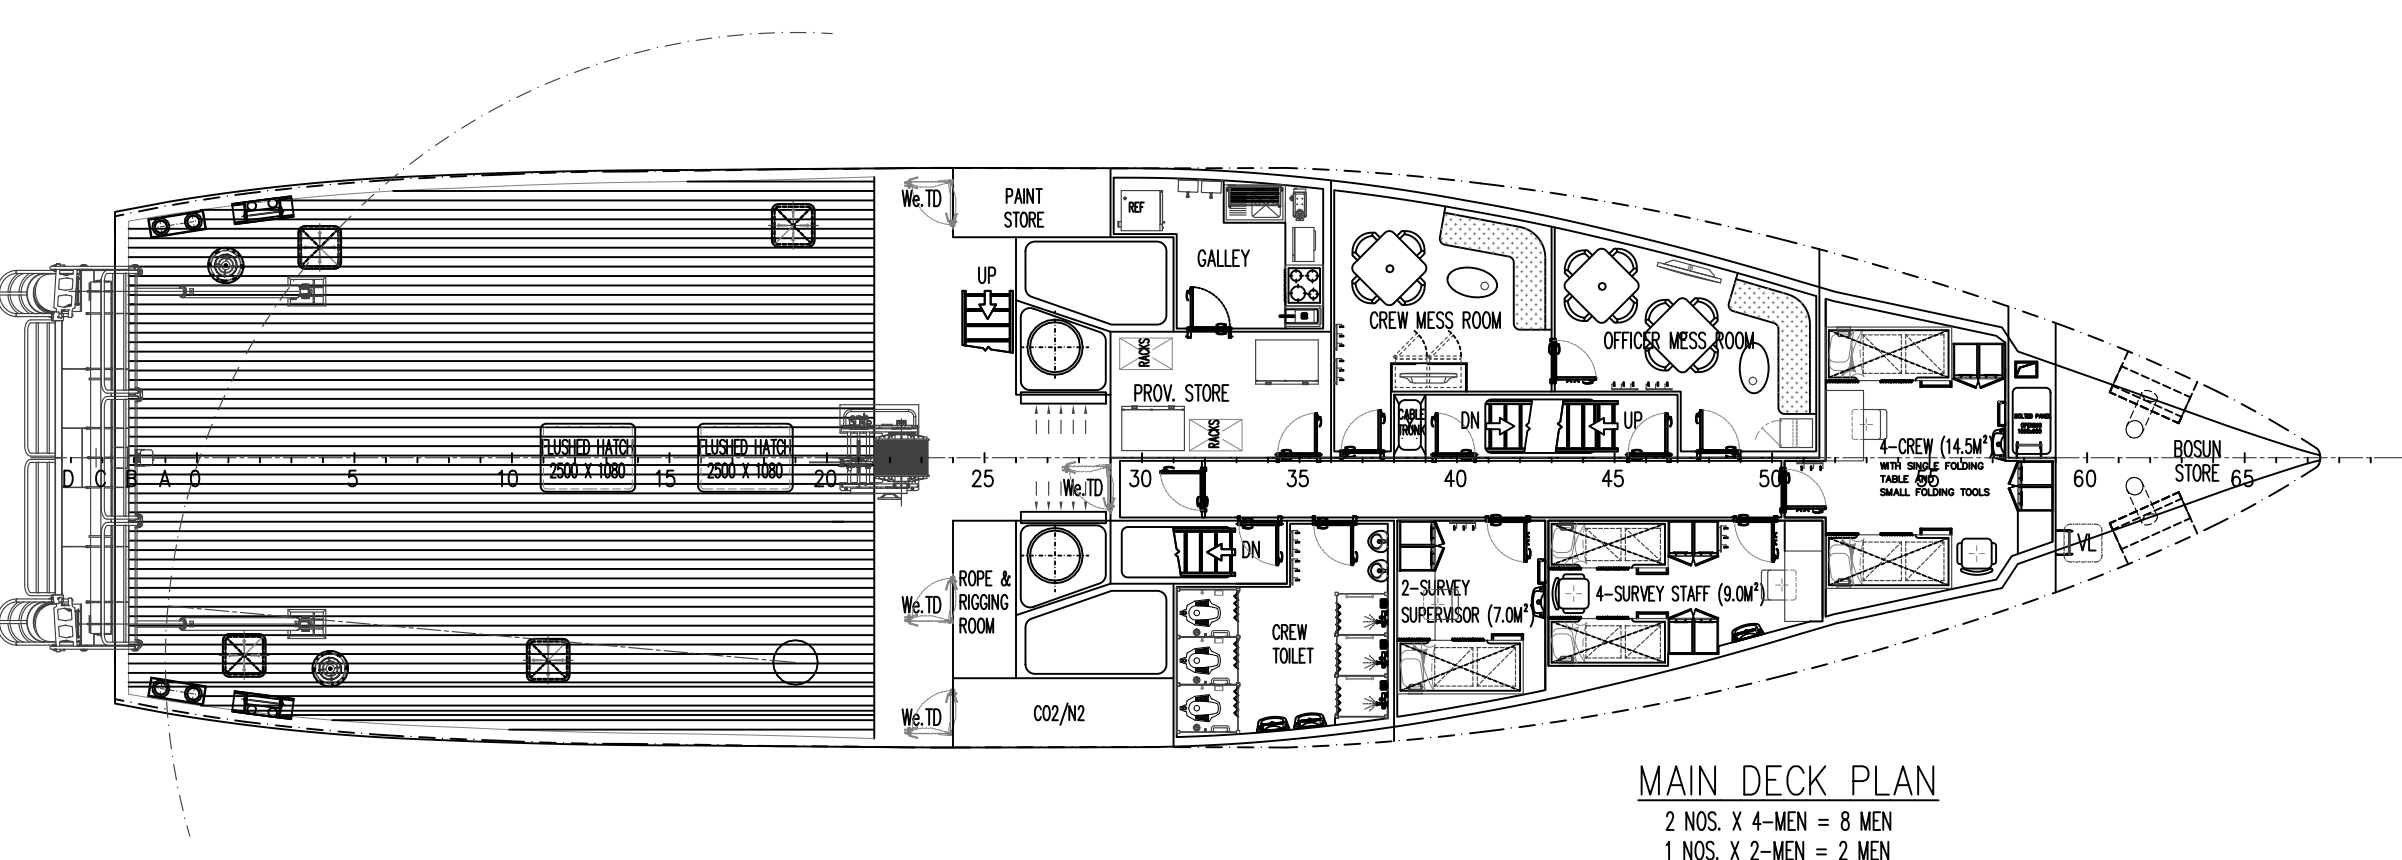 We.TD
PAINT
STORE
REF
GALLEY
UP
CREW MESS ROOM
OFFICER MESS ROOM
RACKS
PROV. STORE
RACKS
CABLE
TRUNK
DN
UP
FLUSHED HATCH
2500 X 1080
FLUSHED HATCH
2500 X 1080
4-CREW (14.5M²)
WITH SINGLE FOLDING
TABLE AND
SMALL FOLDING TOOLS
BOLTED PANEL
BOSUN
STORE
D C B A 0 5 10 15 20 25 30 35 40 45 50 55 60 65
We.TD
DN
VL
ROPE &
RIGGING
ROOM
We.TD
2-SURVEY
SUPERVISOR (7.0M²)
4-SURVEY STAFF (9.0M²)
CREW
TOILET
We.TD
CO2/N2
MAIN DECK PLAN
2 NOS. X 4-MEN = 8 MEN
1 NOS. X 2-MEN = 2 MEN